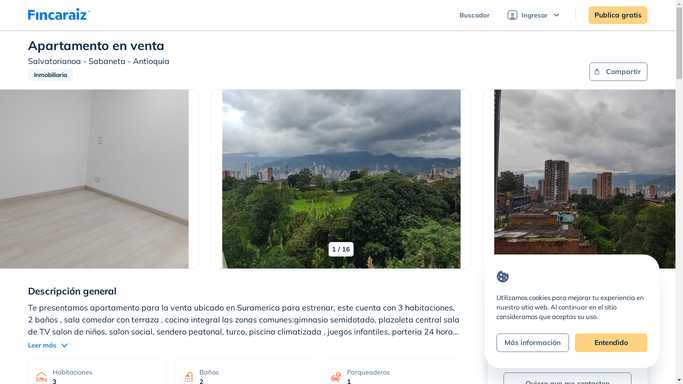 Fincaraiz
Buscador
Ingresar
Publica gratis
Apartamento en venta
Salvatorianoa - Sabaneta - Antioquia
Inmobiliaria
Compartir
1 / 16
Descripción general
Te presentamos apartamento para la venta ubicado en Suramerica para estrenar, este cuenta con 3 habitaciones,
2 baños , sala comedor con terraza , cocina integral las zonas comunes:gimnasio semidotado, plazoleta central sala
de TV salon de niños, salon social, sendero peatonal, turco, piscina climatizada , juegos infantiles, porteria 24 hora...
Leer más
Habitaciones
3
Baños
2
Parqueaderos
1
Utilizamos cookies para mejorar tu experiencia en
nuestro sitio web. Al continuar en el sitio
consideramos que aceptas su uso.
Más información
Entendido
Quiero que me contacten